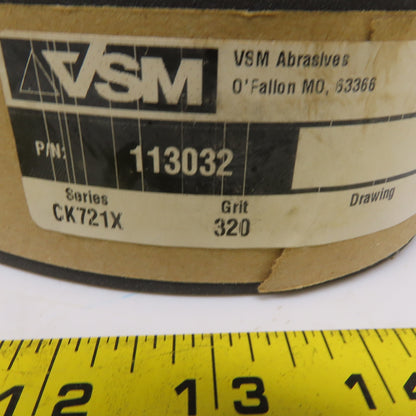 VSM
VSM Abrasives
O'Fallon MO, 63366
P/N: 113032
Series Grit Drawing
CK721X 320
12 13 14